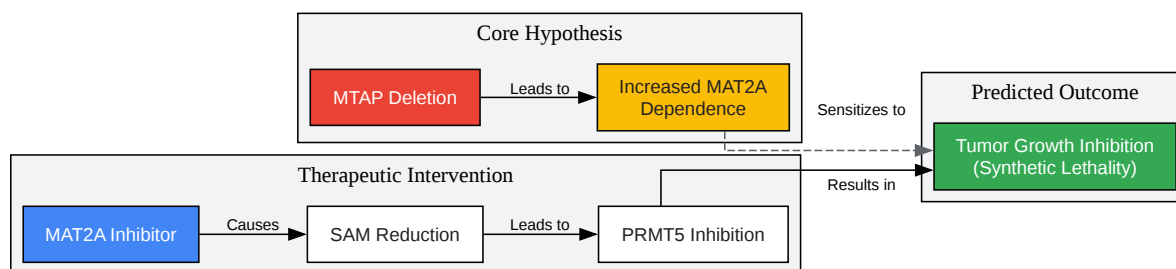 Core Hypothesis
MTAP Deletion
Leads to
Increased MAT2A
Dependence
Sensitizes to
Predicted Outcome
Tumor Growth Inhibition
(Synthetic Lethality)
Therapeutic Intervention
Results in
MAT2A Inhibitor
Causes
SAM Reduction
Leads to
PRMT5 Inhibition